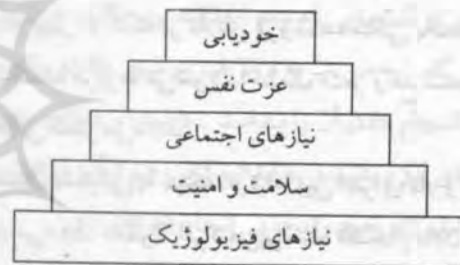 خودیابی
عزت نفس
نیازهای اجتماعی
سلامت و امنیت
نیازهای فیزیولوژیک